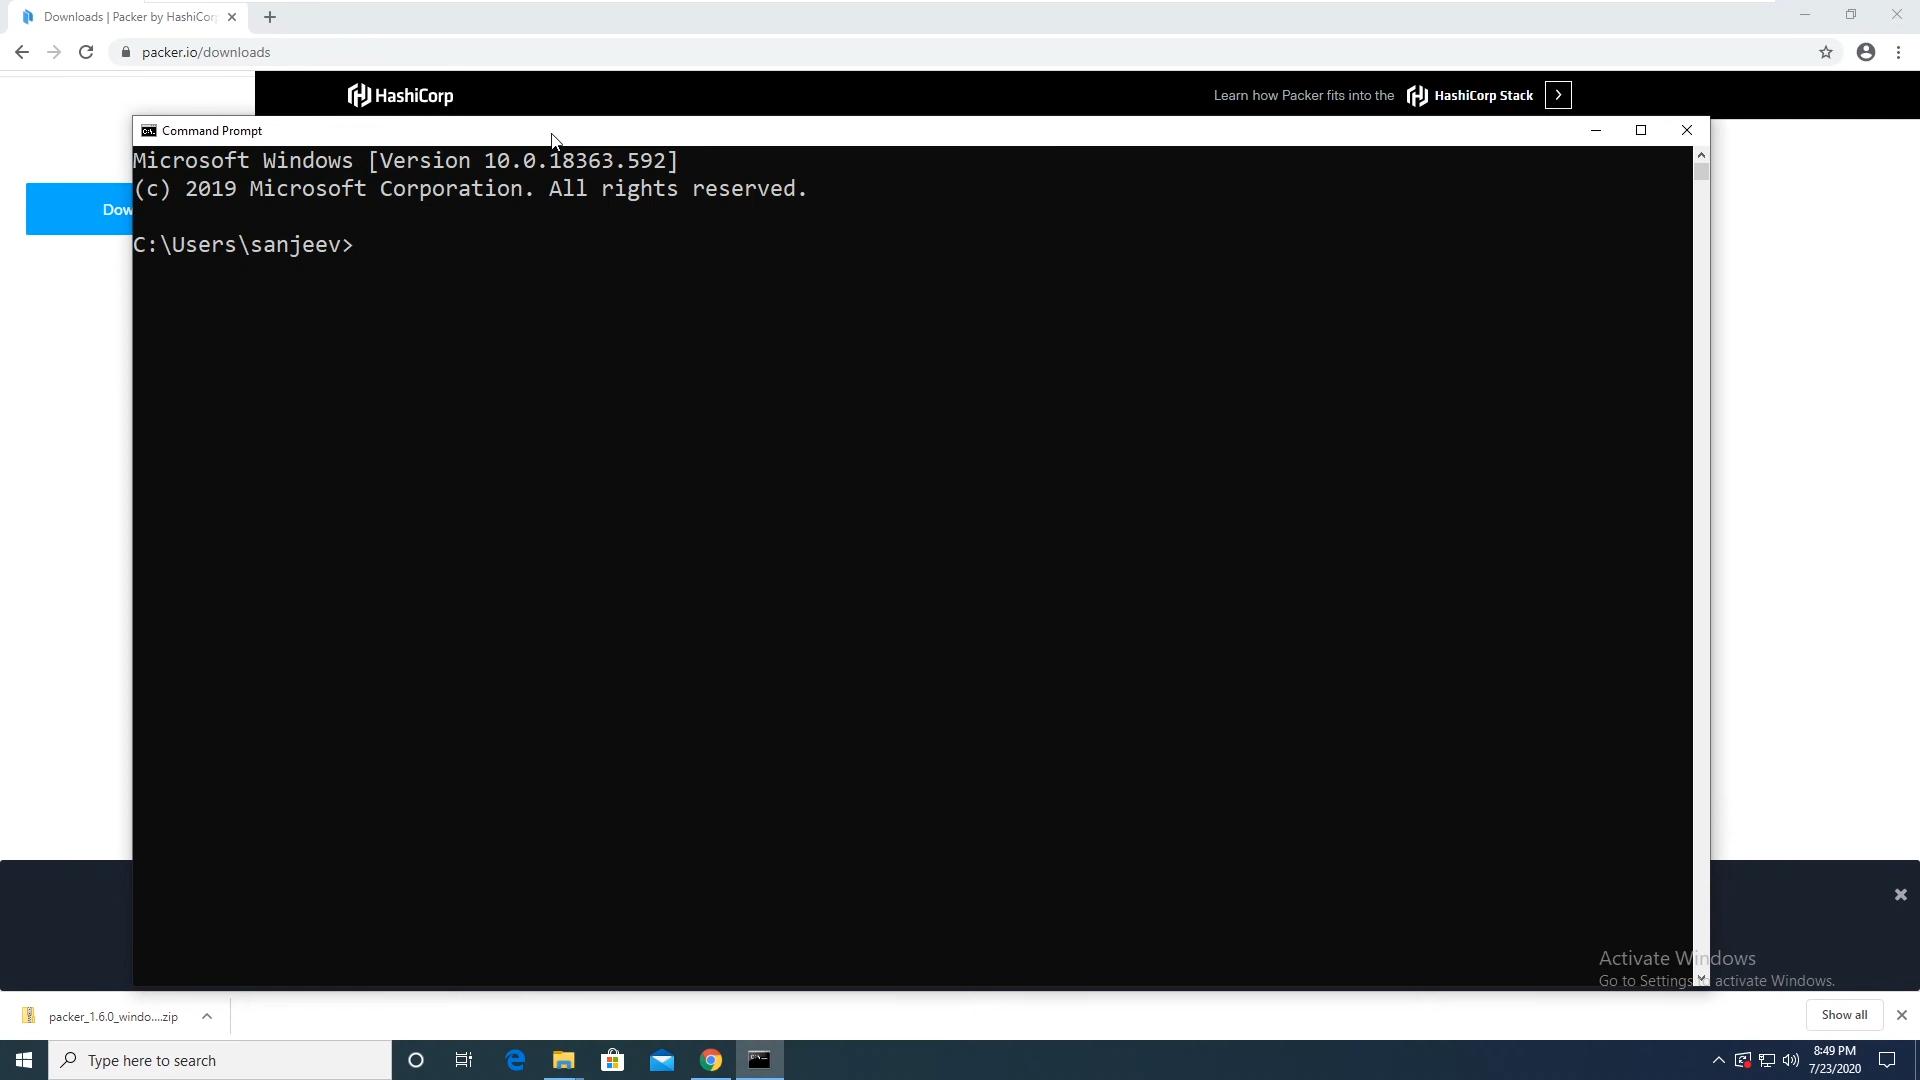 Downloads | Packer by HashiCor
packer.io/downloads
HashiCorp
Learn how Packer fits into the HashiCorp Stack
Command Prompt
Microsoft Windows [Version 10.0.18363.592]
(c) 2019 Microsoft Corporation. All rights reserved.
Dow
C:\Users\sanjeev>
Activate Windows
Go to Settings activate Windows.
packer_1.6.0_windo....zip
Show all
Type here to search
8:49 PM
7/23/2020